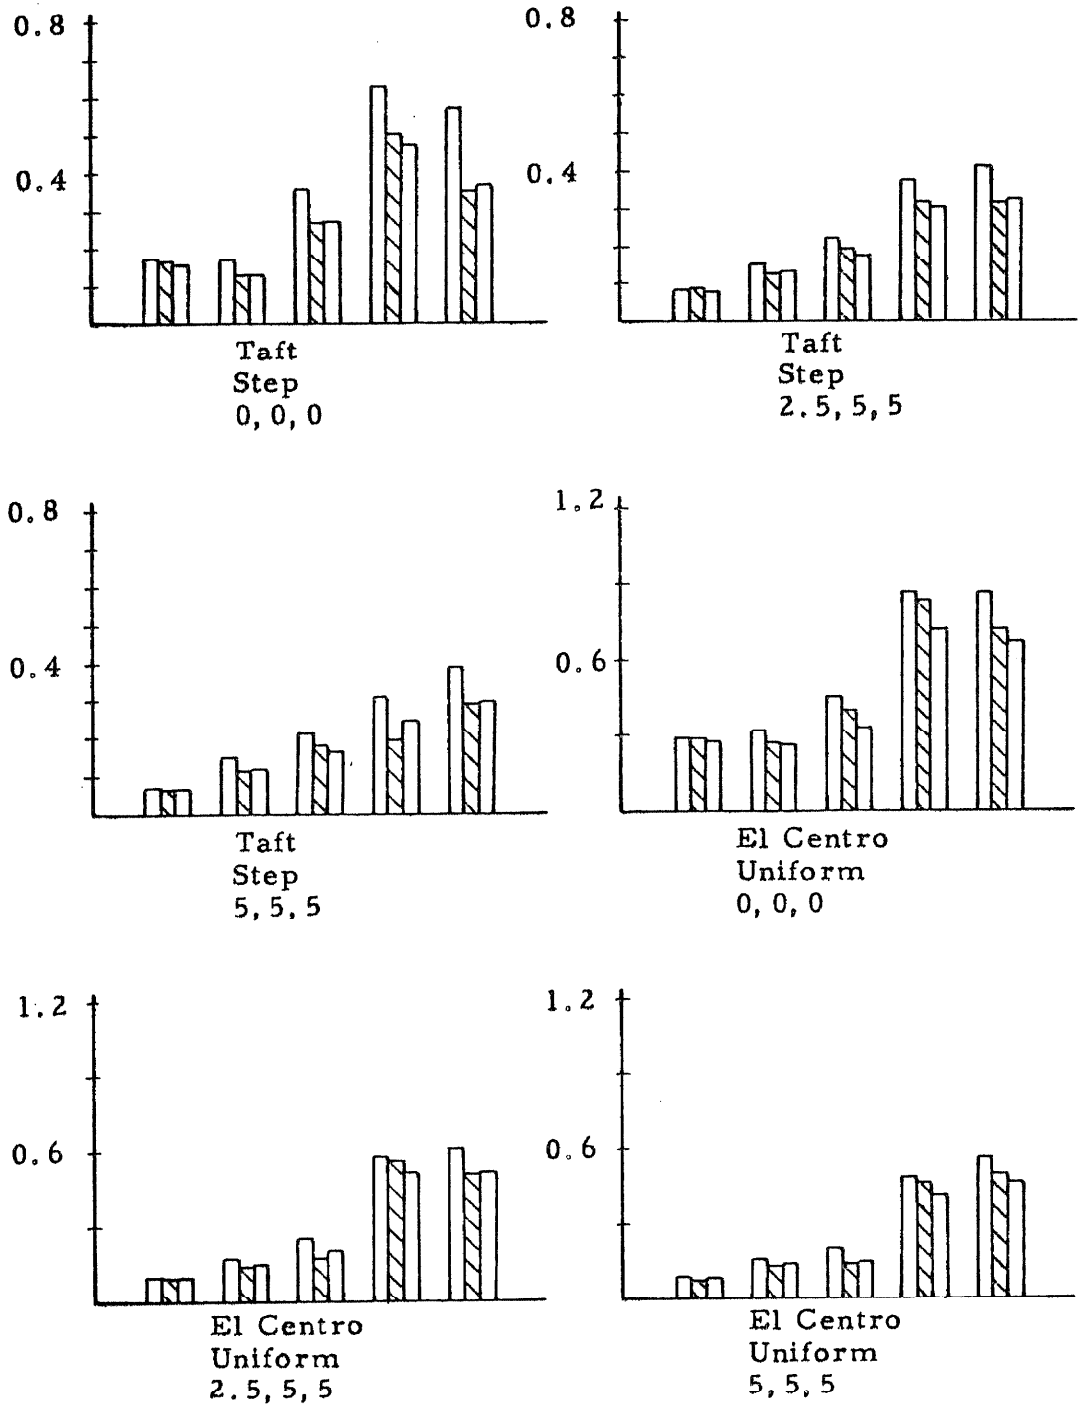 0.8
0.4
Taft
Step
0, 0, 0
0.8
0.4
Taft
Step
2.5, 5, 5
0.8
0.4
Taft
Step
5, 5, 5
1.2
0.6
El Centro
Uniform
0, 0, 0
1.2
0.6
El Centro
Uniform
2.5, 5, 5
1.2
0.6
El Centro
Uniform
5, 5, 5